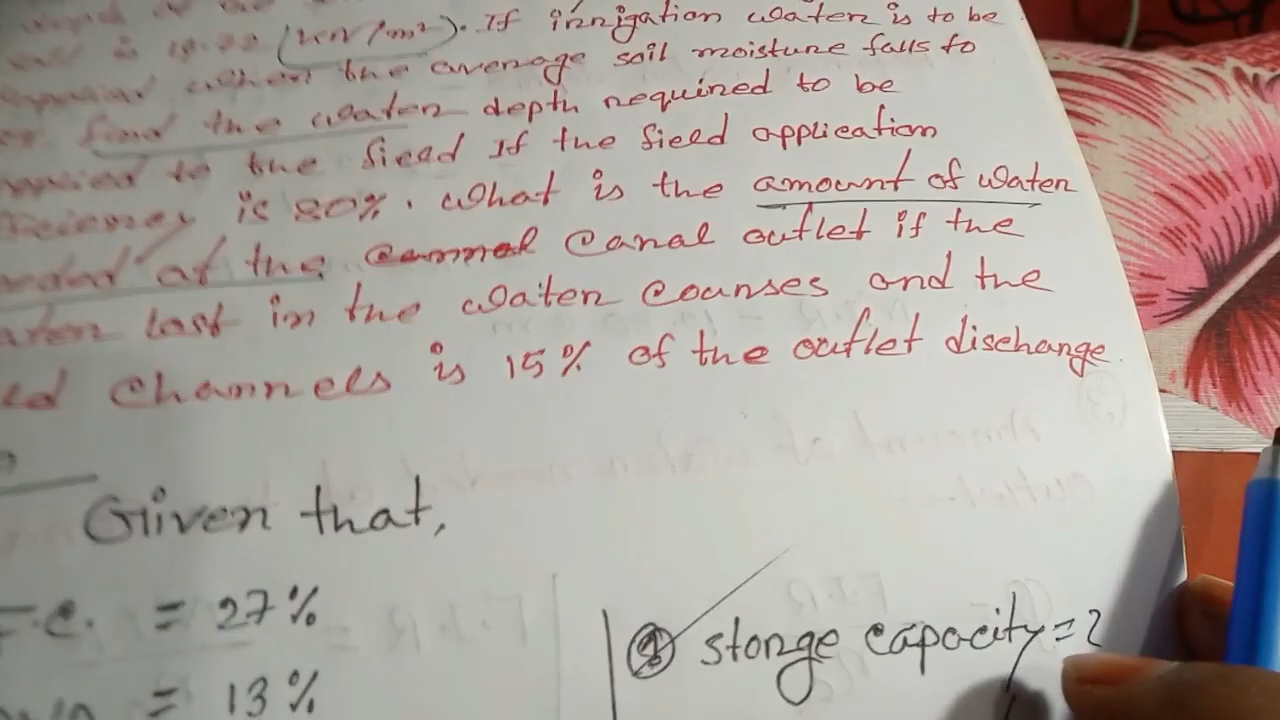 (kN/m²). If irrigation water is to be
when the average soil moisture falls to
find the water depth required to be
to the field If the field application
is 80%. What is the amount of water
at the canal outlet if the
lost in the water courses and the
channels is 15% of the outlet discharge.
Given that,
F.C. = 27%
storge capocity = ?
= 13%